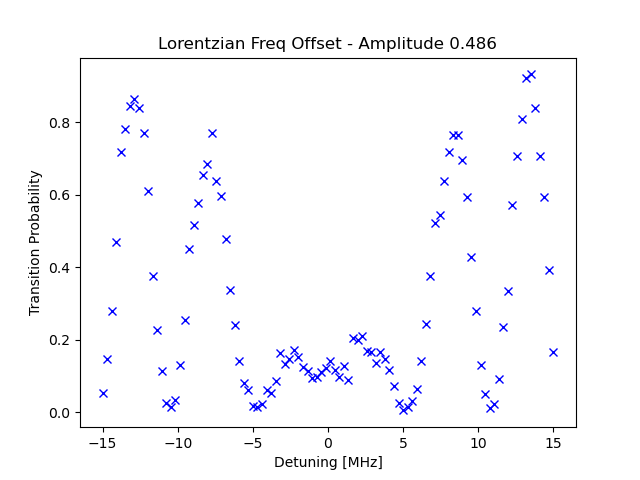 Lorentzian Freq Offset - Amplitude 0.486
Transition Probability
0.8
0.6
0.4
0.2
0.0
−15 −10 −5 0 5 10 15
Detuning [MHz]